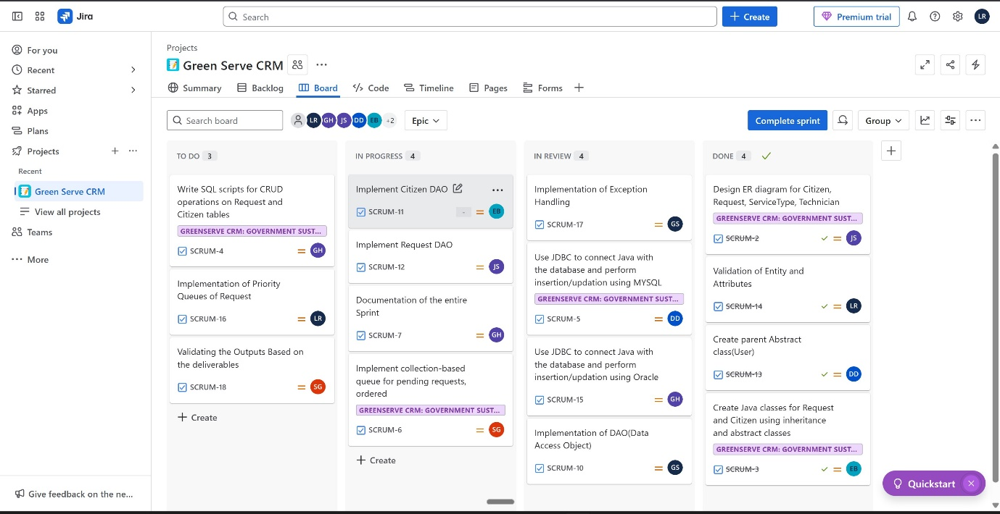 Jira
Search
Create
Premium trial
LR
For you
Recent
Starred
Apps
Plans
Projects
Recent
Green Serve CRM
View all projects
Teams
More
Give feedback on the ne...
Projects
Green Serve CRM
Summary
Backlog
Board
Code
Timeline
Pages
Forms
Search board
LR GH JS DD EB +2
Epic
Complete sprint
Group
TO DO 3
Write SQL scripts for CRUD
operations on Request and
Citizen tables
GREENSERVE CRM: GOVERNMENT SUST...
SCRUM-4
GH
Implementation of Priority
Queues of Request
SCRUM-16
LR
Validating the Outputs Based on
the deliverables
SCRUM-18
SG
Create
IN PROGRESS 4
Implement Citizen DAO
SCRUM-11
-
EB
Implement Request DAO
SCRUM-12
JS
Documentation of the entire
Sprint
SCRUM-7
GH
Implement collection-based
queue for pending requests,
ordered
GREENSERVE CRM: GOVERNMENT SUST...
SCRUM-6
SG
Create
IN REVIEW 4
Implementation of Exception
Handling
SCRUM-17
GS
Use JDBC to connect Java with
the database and perform
insertion/updation using MYSQL
GREENSERVE CRM: GOVERNMENT SUST...
SCRUM-5
DD
Use JDBC to connect Java with
the database and perform
insertion/updation using Oracle
SCRUM-15
GH
Implementation of DAO(Data
Access Object)
SCRUM-10
GS
DONE 4
Design ER diagram for Citizen,
Request, ServiceType, Technician
GREENSERVE CRM: GOVERNMENT SUST...
SCRUM-2
JS
Validation of Entity and
Attributes
SCRUM-14
LR
Create parent Abstract
class(User)
SCRUM-13
DD
Create Java classes for Request
and Citizen using inheritance
and abstract classes
GREENSERVE CRM: GOVERNMENT SUST...
SCRUM-3
EB
Quickstart